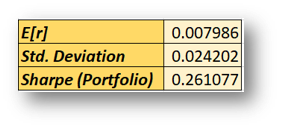 E[r] 0.007986
Std. Deviation 0.024202
Sharpe (Portfolio) 0.261077